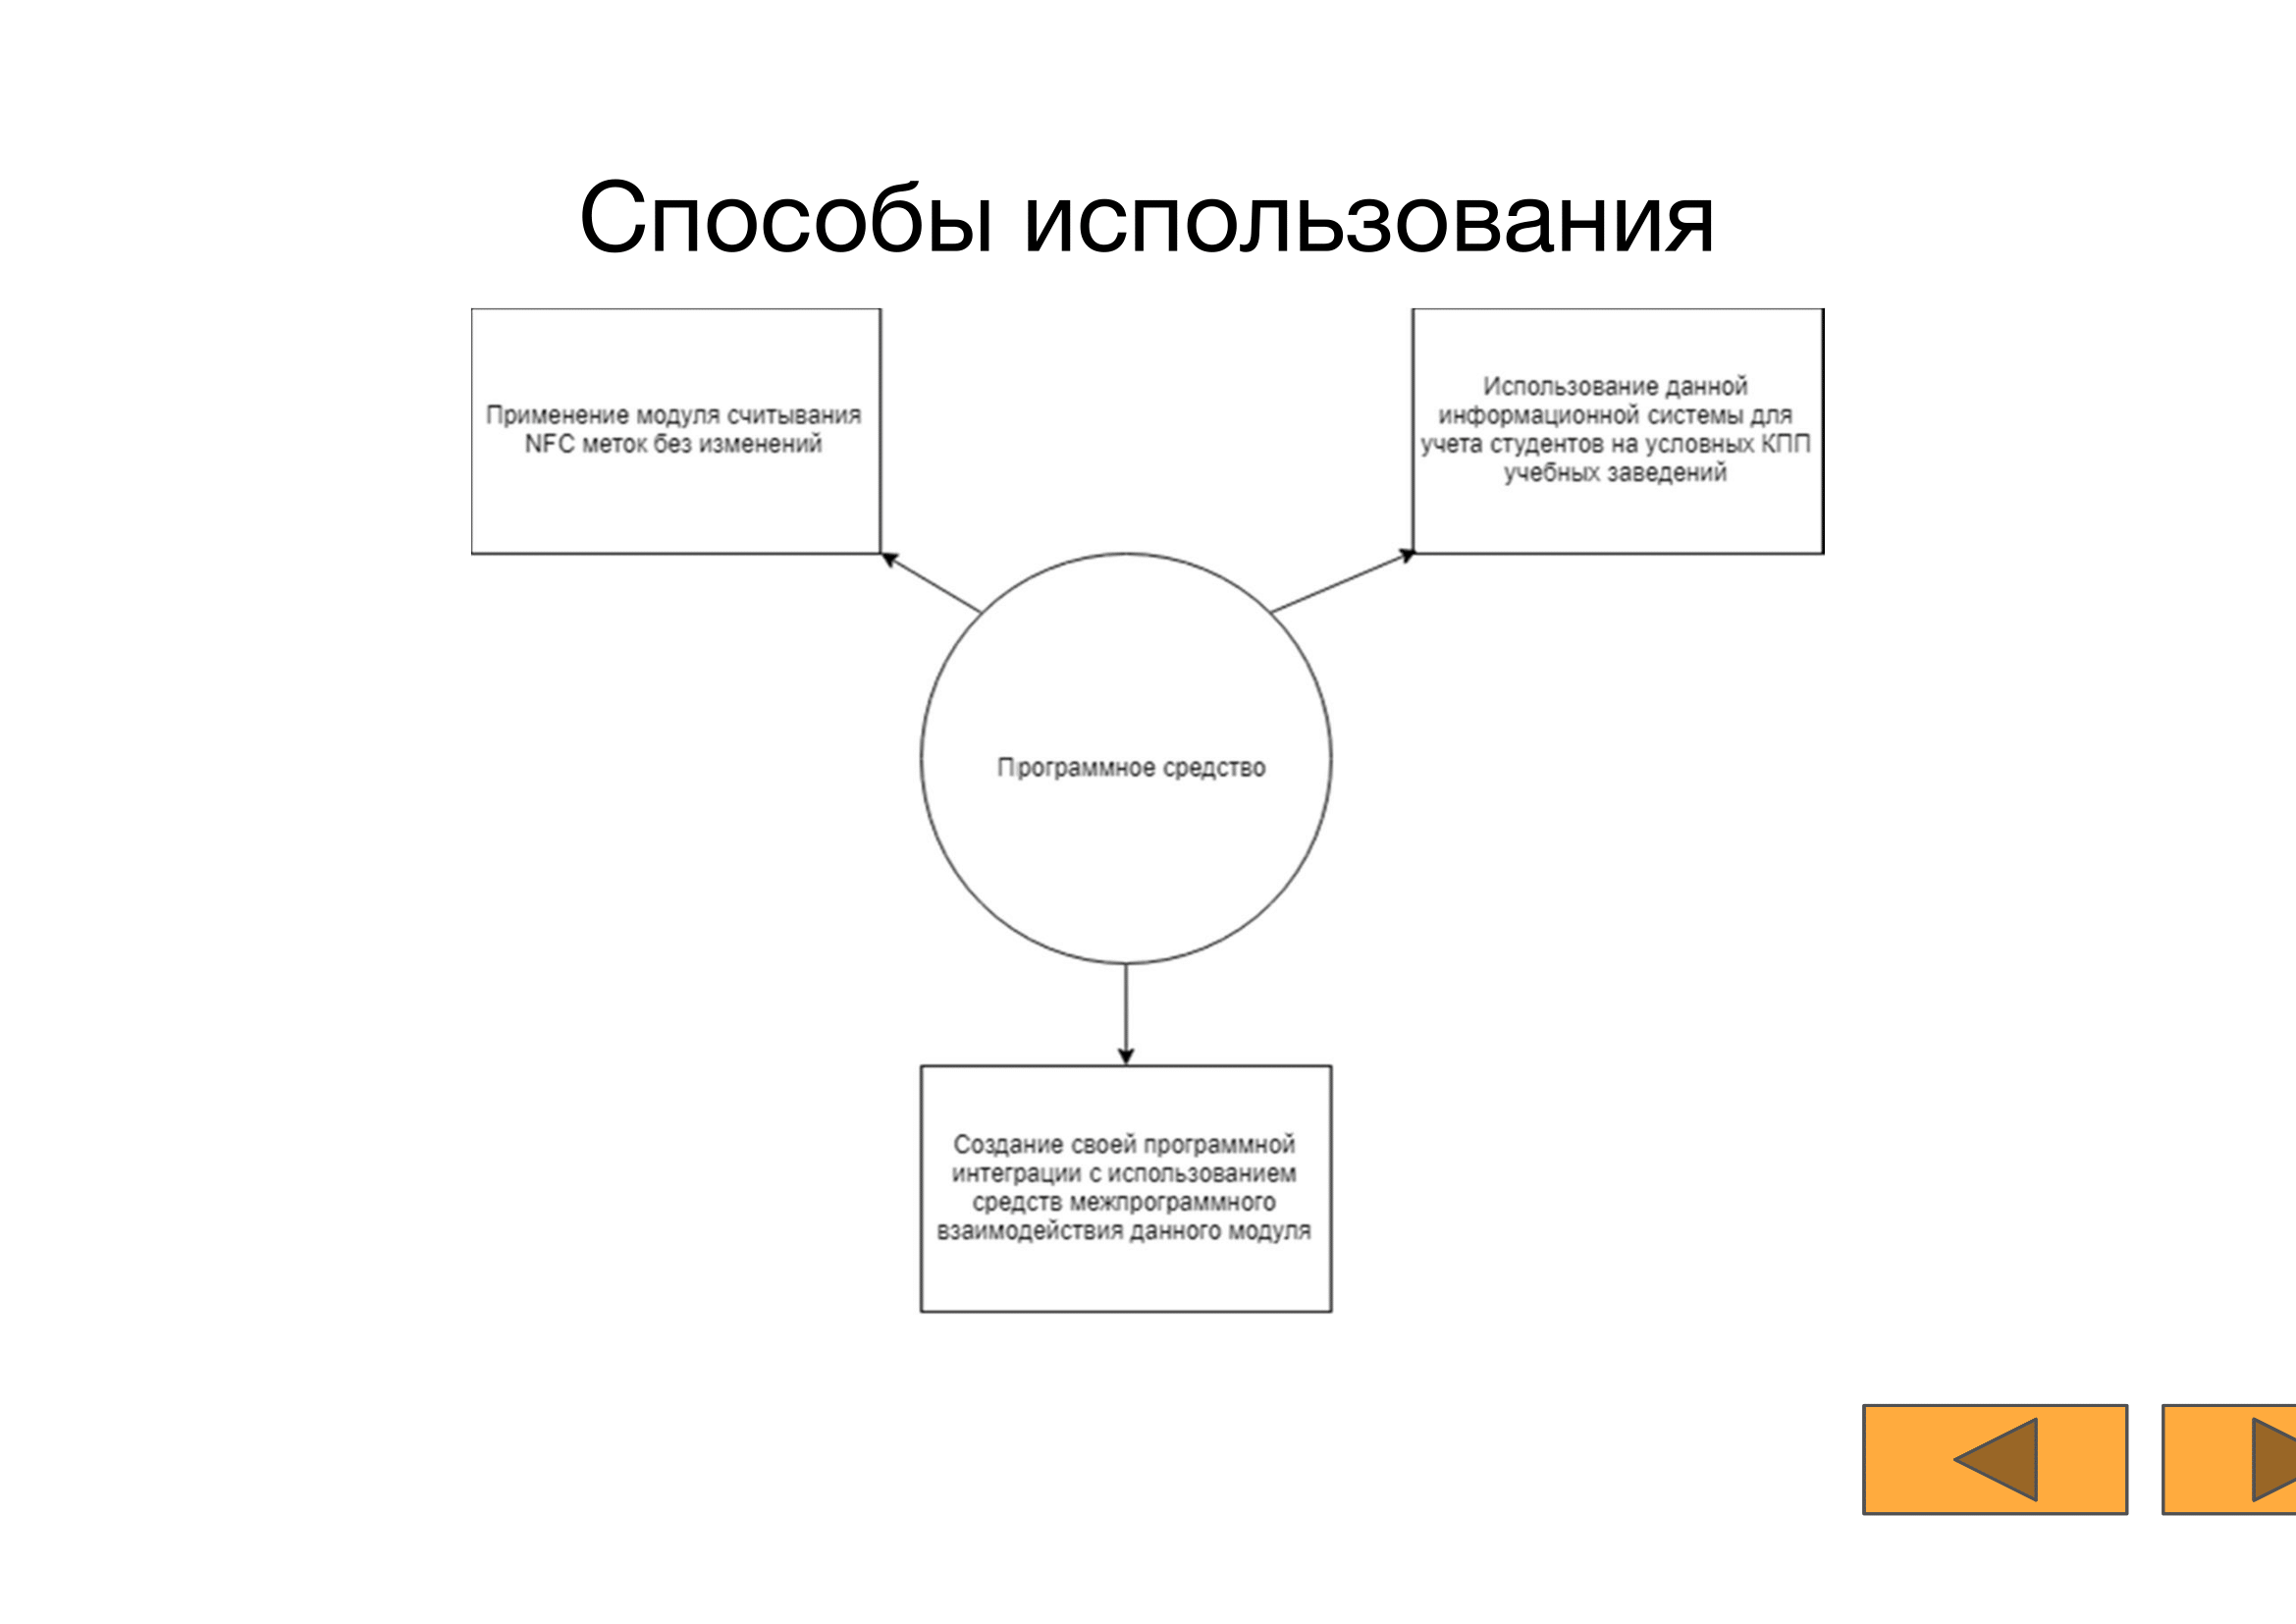 Способы использования
Применение модуля считывания
NFC меток без изменений
Использование данной
информационной системы для
учета студентов на условных КПП
учебных заведений
Программное средство
Создание своей программной
интеграции с использованием
средств межпрограммного
взаимодействия данного модуля